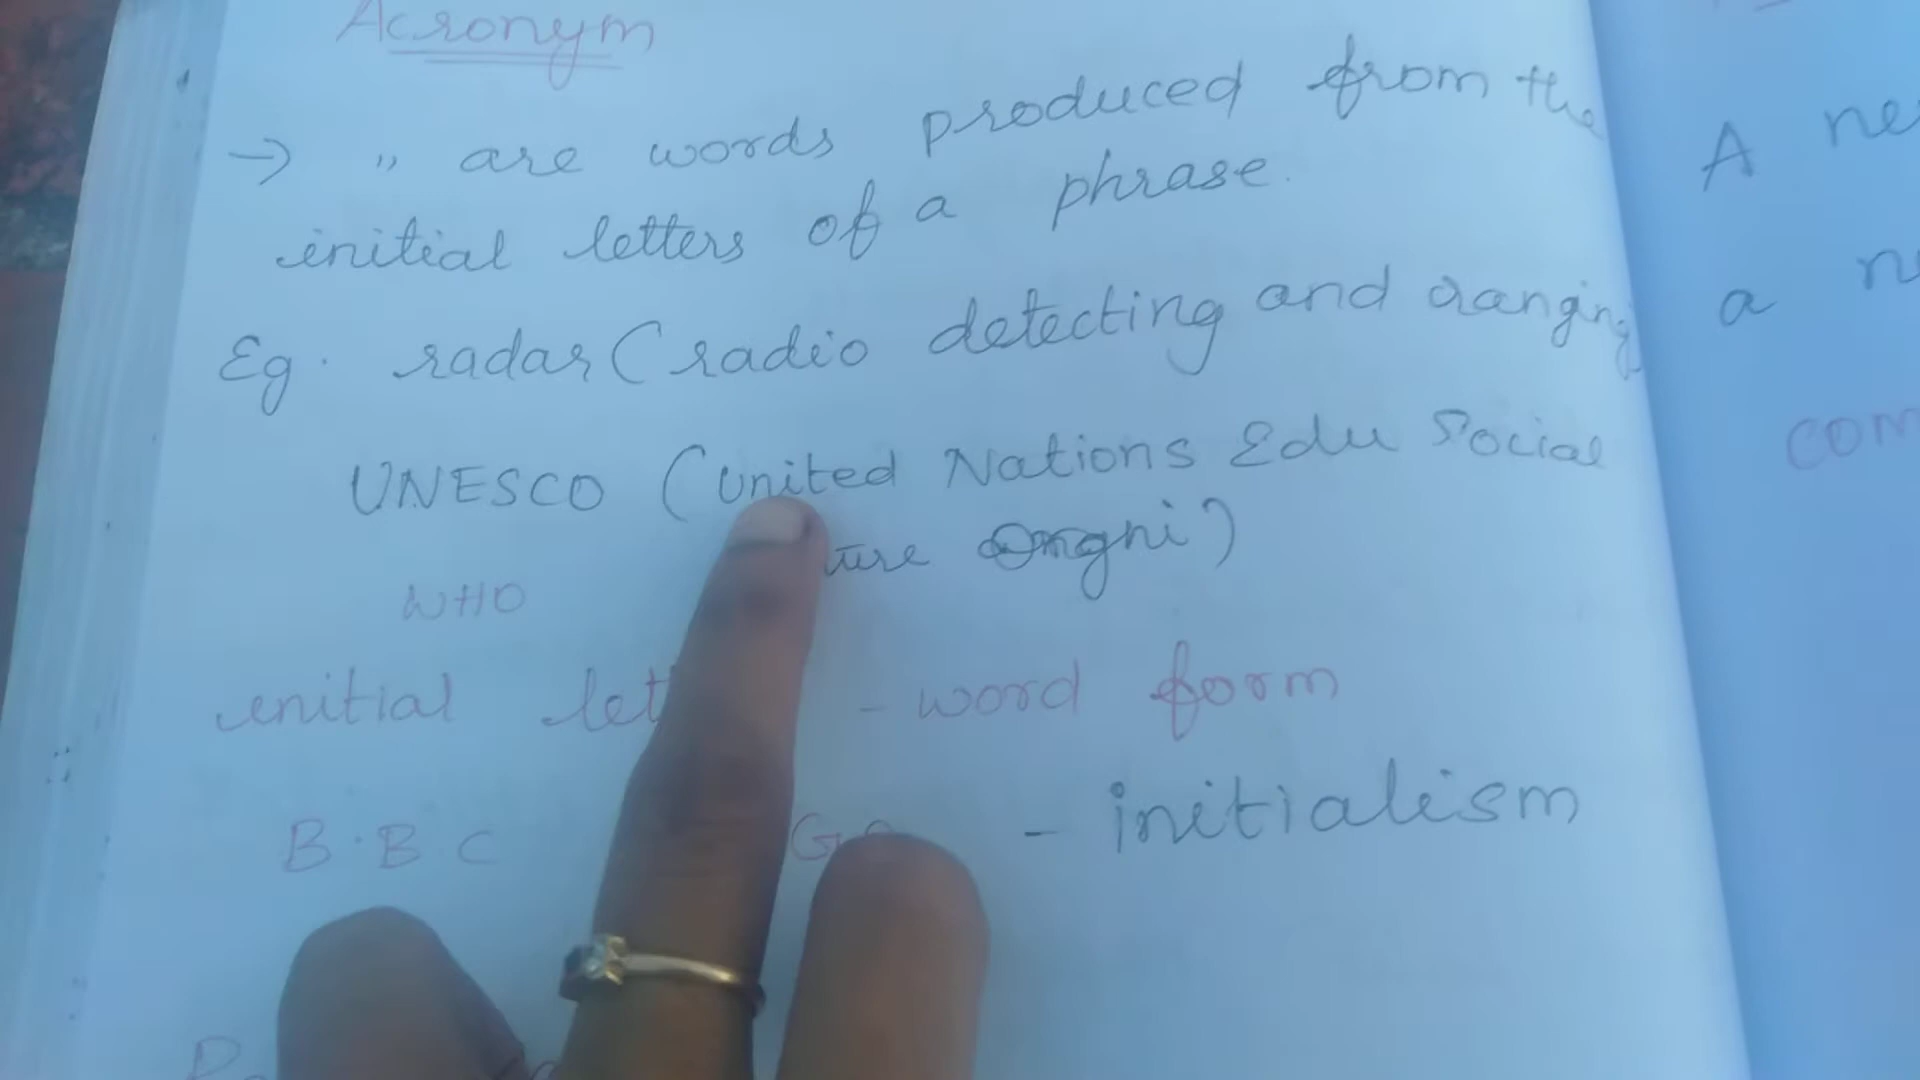 Acronym
→ " are words produced from the
initial letters of a phrase.
Eg. radar (radio detecting and ranging
UNESCO (United Nations Edu Social
ture Orgni)
WHO
initial let - word form
B.B C - initialism
A ne
a n
com